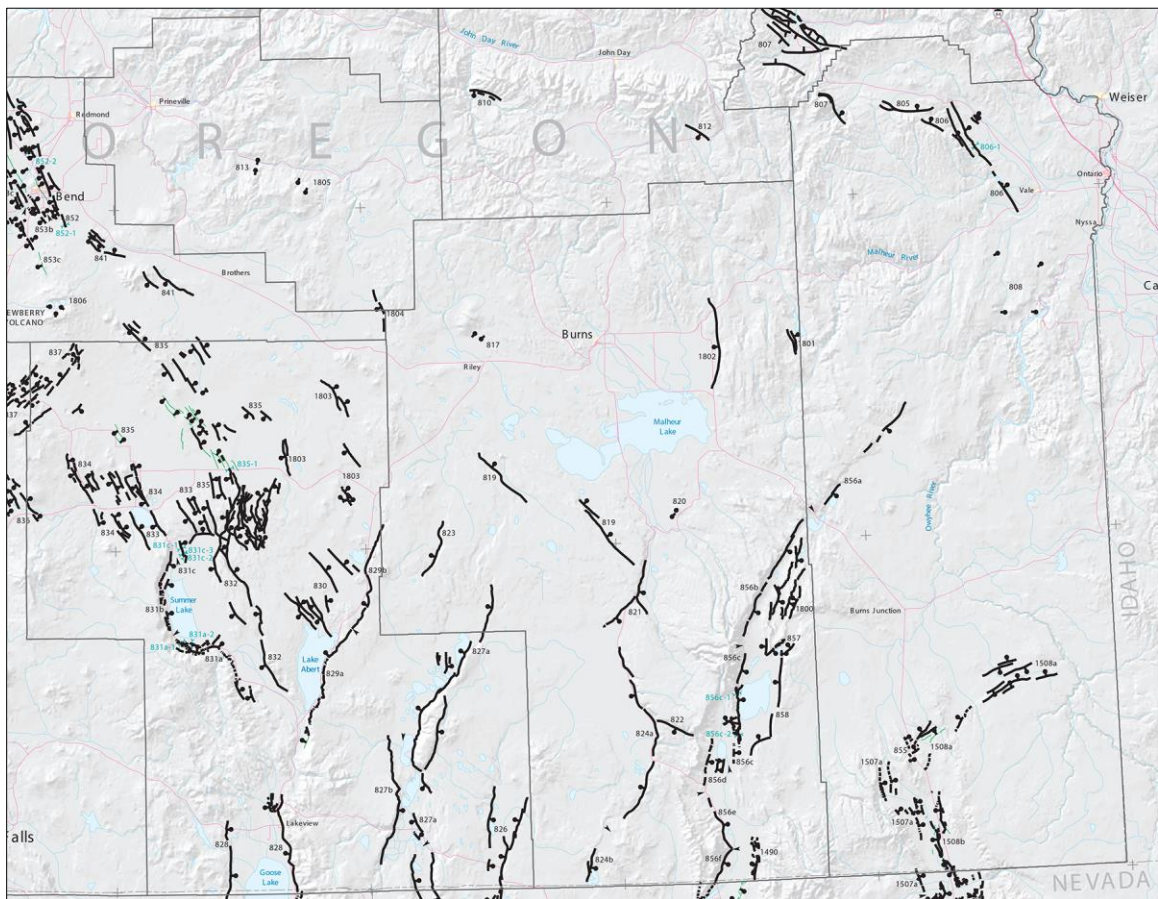 807
John Day River
John Day
Prineville
810
807
805
Weiser
Redmond
806
812
OREGON
806-1
852-2
813
1805
Ontario
Vale
806
Bend
852
853b
852-1
Nyssa
841
Malheur River
853c
Brothers
841
808
Ca
1806
EWBERRY
OLCANO
1804
835
817
Burns
1801
1802
837
Riley
1803
835
37
Malheur
Lake
835
835-1
834
1803
819
1803
834
833
835
856a
820
835
819
834
833
823
Owyhee River
831c-1
831c-3
831c-2
831c
829b
832
830
856b
IDAHO
831b
Summer
Lake
821
1800
Burns Junction
831a-2
831a-1
831a
857
827a
832
Lake
Abert
856c
829a
1508a
856c-1
822
858
824a
856c-2
855
1508a
856c
1507a
856d
827b
856e
827a
826
1507a
Falls
Lakeview
828
828
1508b
824b
856f
1490
Goose
Lake
1507a
NEVADA